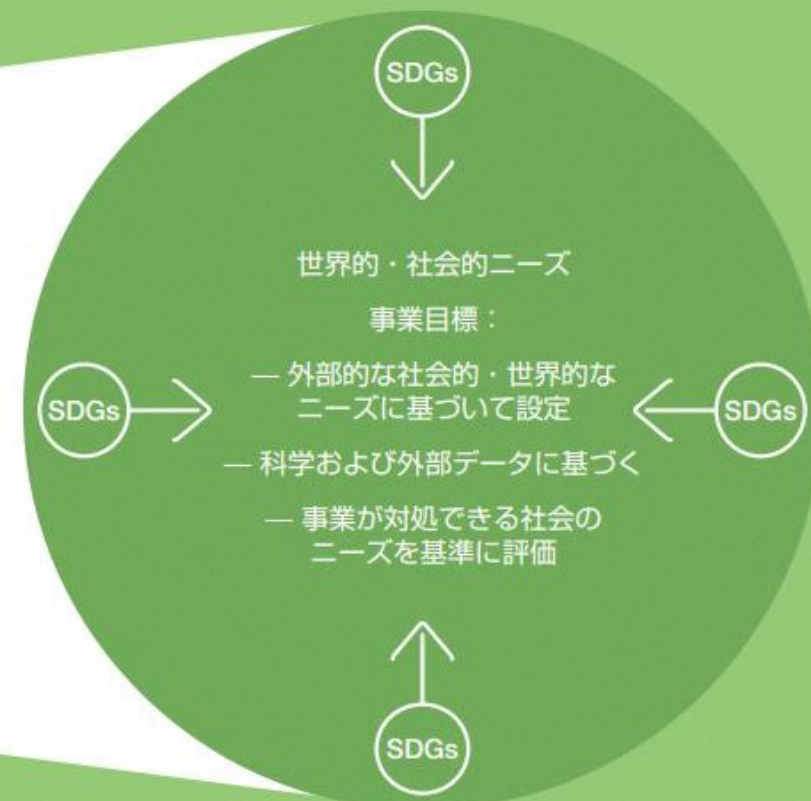 SDGs
世界的・社会的ニーズ
事業目標：
― 外部的な社会的・世界的な
ニーズに基づいて設定
SDGs
SDGs
― 科学および外部データに基づく
― 事業が対処できる社会の
ニーズを基準に評価
SDGs